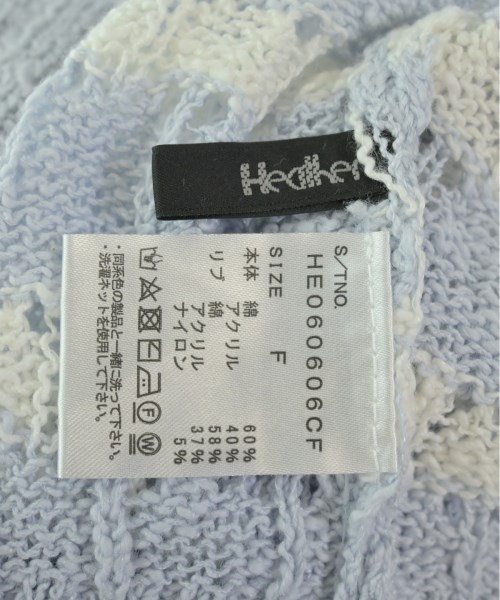 S/TNO.
HE060606CF
SIZE F
本体 綿 60%
アクリル 40%
リブ 綿 58%
アクリル 37%
ナイロン 5%
・同系色の製品と一緒に洗って下さい。
・洗濯ネットを使用して下さい。